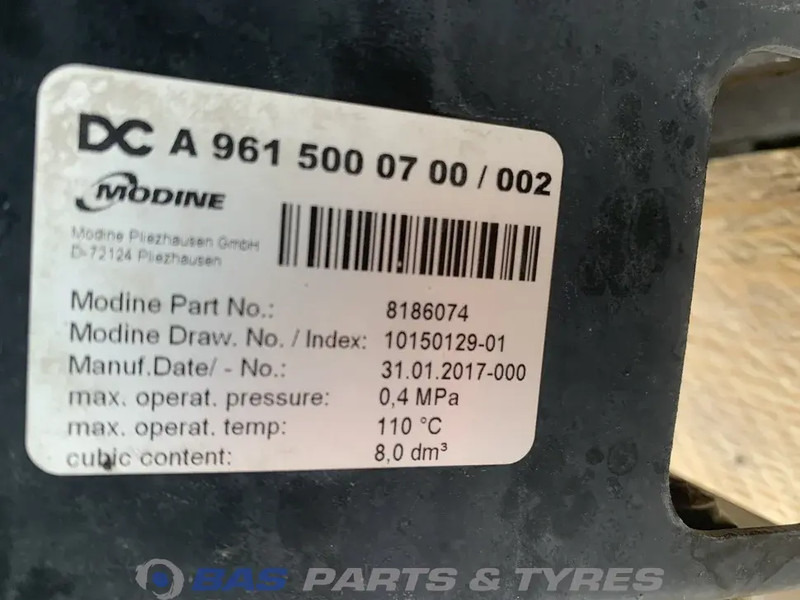 DC A 961 500 07 00 / 002
MODINE
Modine Pliezhausen GmbH
D-72124 Pliezhausen
Modine Part No.: 8186074
Modine Draw. No. / Index: 10150129-01
Manuf.Date/ - No.: 31.01.2017-000
max. operat. pressure: 0,4 MPa
max. operat. temp: 110 °C
cubic content: 8,0 dm³
BAS PARTS & TYRES